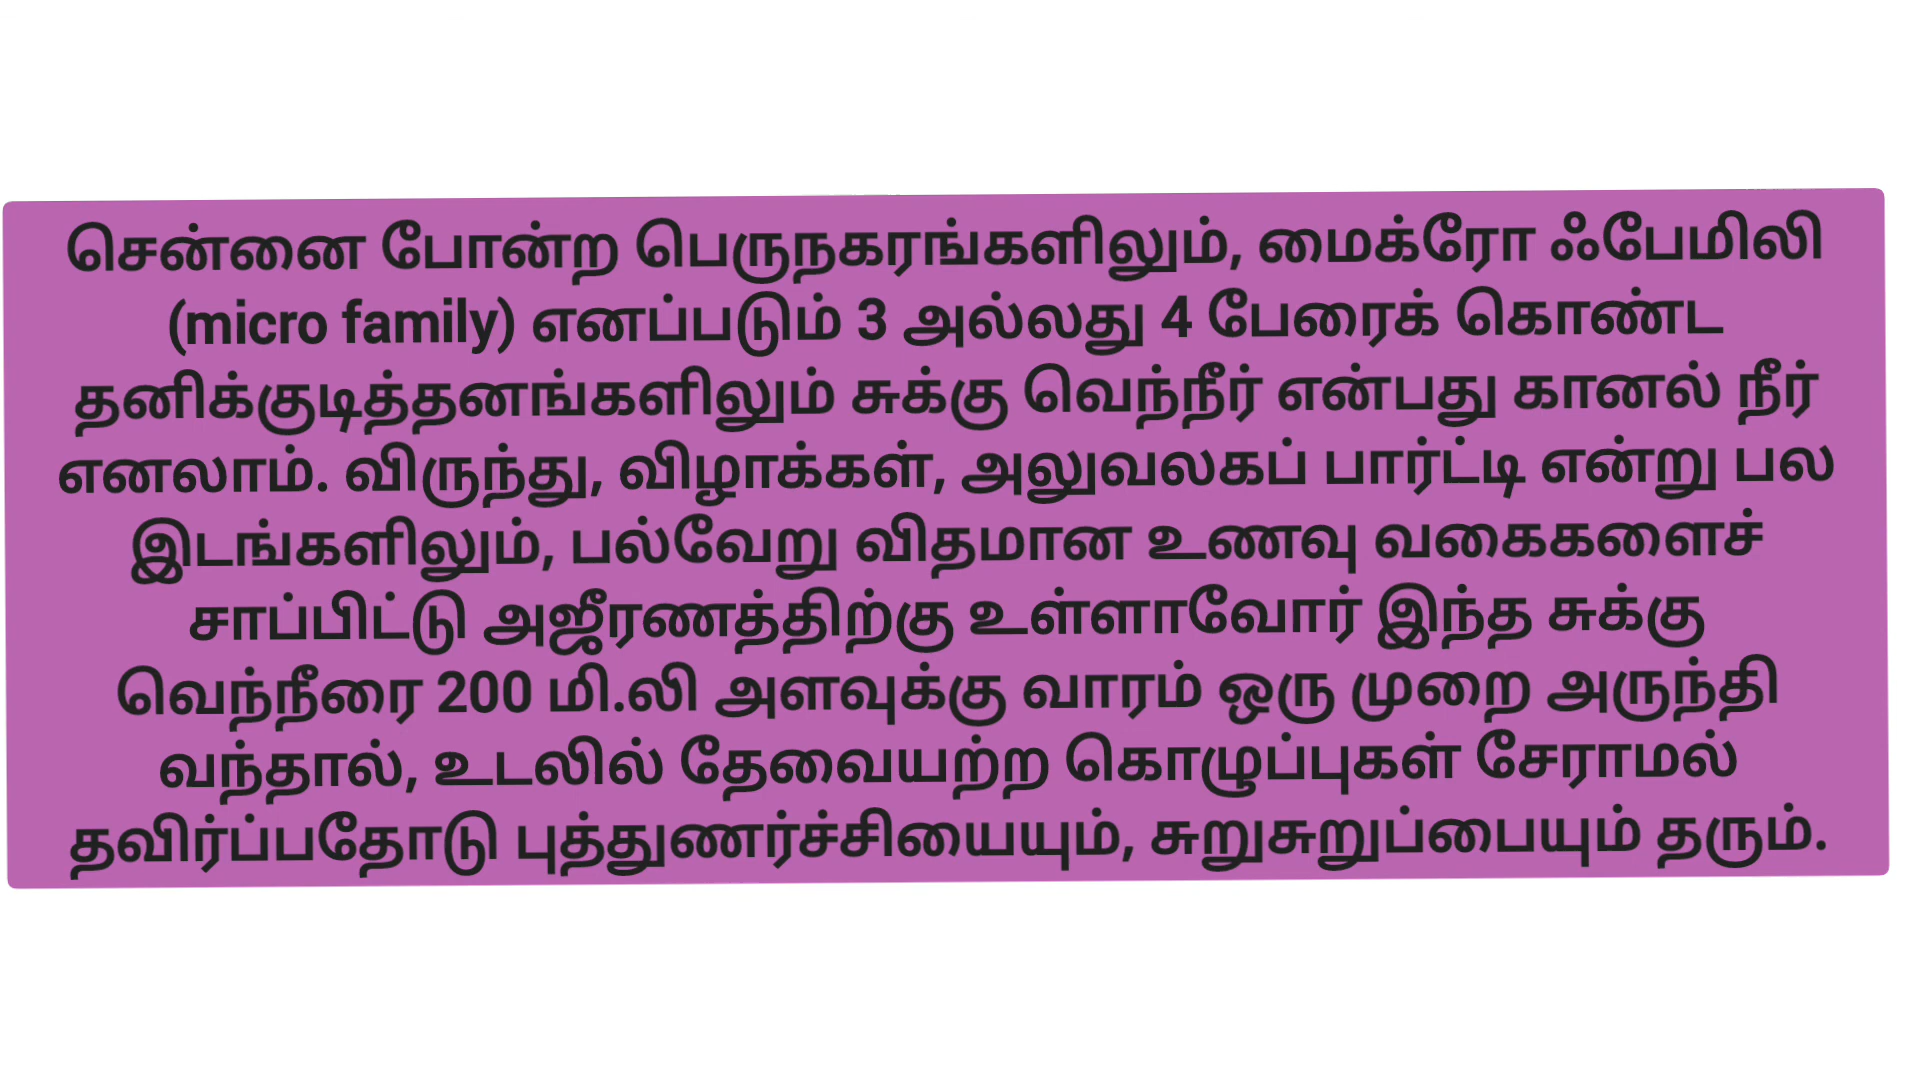 சென்னை போன்ற பெருநகரங்களிலும், மைக்ரோ ஃபேமிலி
(micro family) எனப்படும் 3 அல்லது 4 பேரைக் கொண்ட
தனிக்குடித்தனங்களிலும் சுக்கு வெந்நீர் என்பது கானல் நீர்
எனலாம். விருந்து, விழாக்கள், அலுவலகப் பார்ட்டி என்று பல
இடங்களிலும், பல்வேறு விதமான உணவு வகைகளைச்
சாப்பிட்டு அஜீரணத்திற்கு உள்ளாவோர் இந்த சுக்கு
வெந்நீரை 200 மி.லி அளவுக்கு வாரம் ஒரு முறை அருந்தி
வந்தால், உடலில் தேவையற்ற கொழுப்புகள் சேராமல்
தவிர்ப்பதோடு புத்துணர்ச்சியையும், சுறுசுறுப்பையும் தரும்.